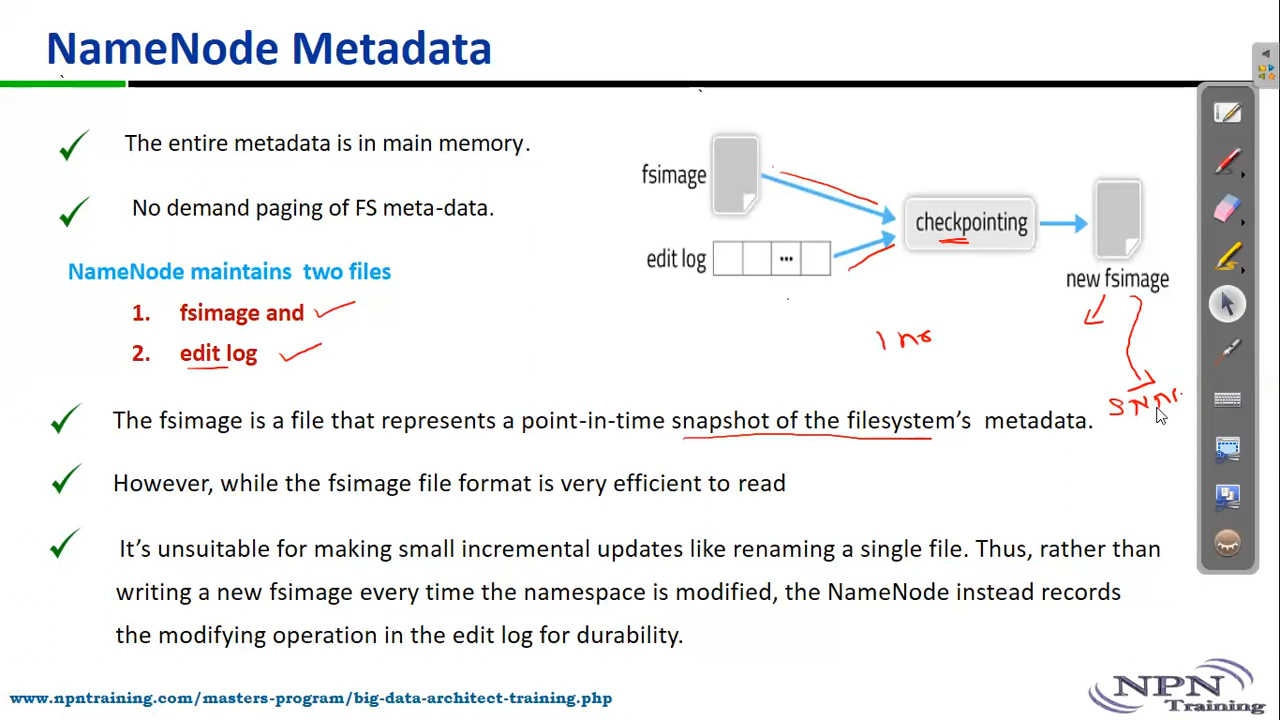 NameNode Metadata
The entire metadata is in main memory.
No demand paging of FS meta-data.
NameNode maintains two files
1. fsimage and
2. edit log
fsimage
edit log
...
checkpointing
new fsimage
The fsimage is a file that represents a point-in-time snapshot of the filesystem’s metadata.
However, while the fsimage file format is very efficient to read
It’s unsuitable for making small incremental updates like renaming a single file. Thus, rather than
writing a new fsimage every time the namespace is modified, the NameNode instead records
the modifying operation in the edit log for durability.
www.npntraining.com/masters-program/big-data-architect-training.php
NPN
Training